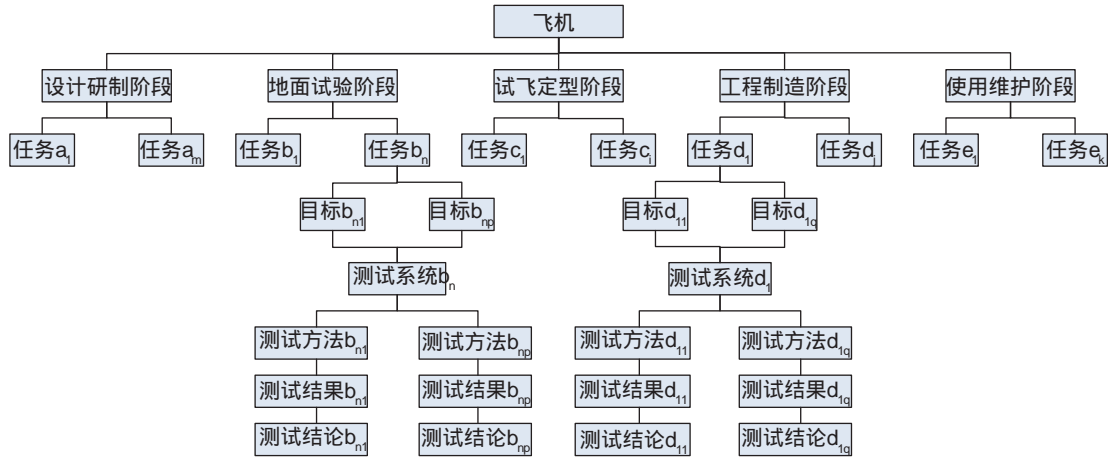 飞机
设计研制阶段 地面试验阶段 试飞定型阶段 工程制造阶段 使用维护阶段
任务a1 任务am 任务b1 任务bn 任务c1 任务ci 任务d1 任务dj 任务e1 任务ek
目标bn1 目标bnp 目标d11 目标d1q
测试系统bn 测试系统d1
测试方法bn1 测试方法bnp 测试方法d11 测试方法d1q
测试结果bn1 测试结果bnp 测试结果d11 测试结果d1q
测试结论bn1 测试结论bnp 测试结论d11 测试结论d1q